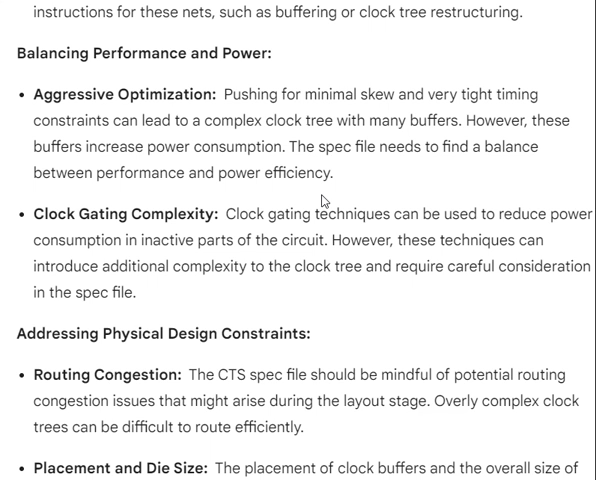 instructions for these nets, such as buffering or clock tree restructuring.
Balancing Performance and Power:
• Aggressive Optimization: Pushing for minimal skew and very tight timing
constraints can lead to a complex clock tree with many buffers. However, these
buffers increase power consumption. The spec file needs to find a balance
between performance and power efficiency.
• Clock Gating Complexity: Clock gating techniques can be used to reduce power
consumption in inactive parts of the circuit. However, these techniques can
introduce additional complexity to the clock tree and require careful consideration
in the spec file.
Addressing Physical Design Constraints:
• Routing Congestion: The CTS spec file should be mindful of potential routing
congestion issues that might arise during the layout stage. Overly complex clock
trees can be difficult to route efficiently.
• Placement and Die Size: The placement of clock buffers and the overall size of